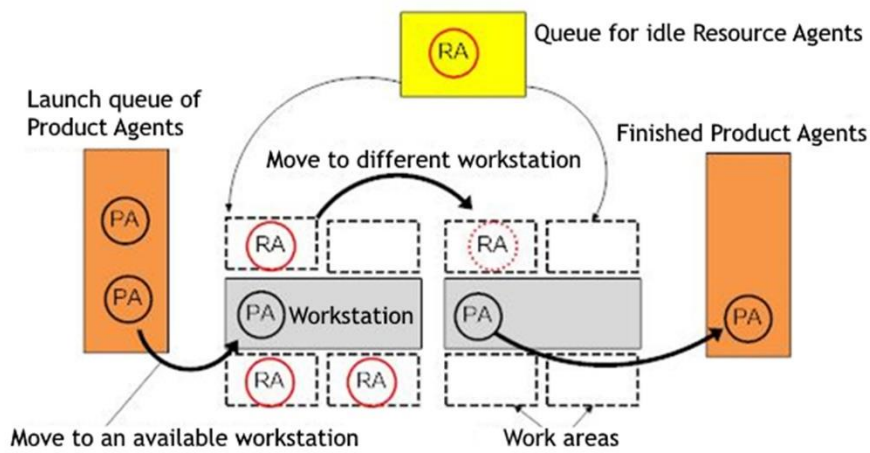 RA
Queue for idle Resource Agents
Launch queue of
Product Agents
Finished Product Agents
Move to different workstation
PA
RA
RA
PA
PA
Workstation
PA
PA
RA
RA
Move to an available workstation
Work areas